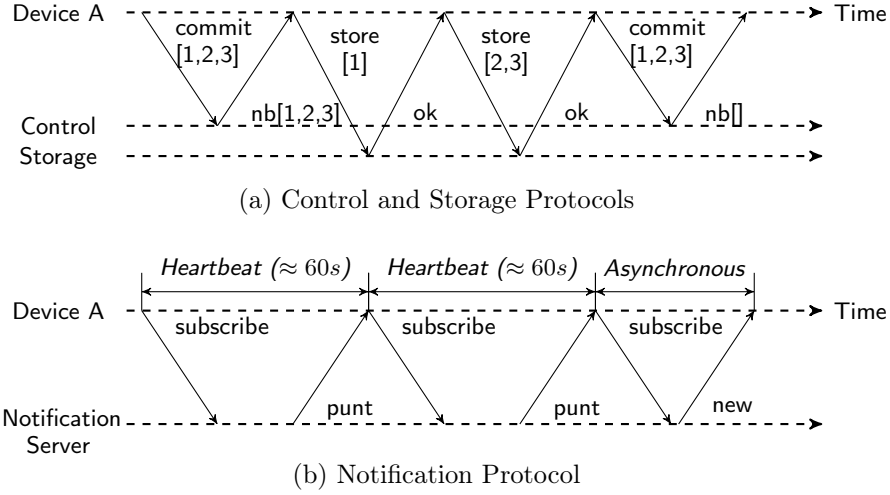 Device A
Time
commit
[1,2,3]
store
[1]
store
[2,3]
commit
[1,2,3]
nb[1,2,3]
ok
ok
nb[]
Control
Storage
(a) Control and Storage Protocols
Heartbeat (≈ 60s)
Heartbeat (≈ 60s)
Asynchronous
Device A
Time
subscribe
subscribe
subscribe
punt
punt
new
Notification
Server
(b) Notification Protocol